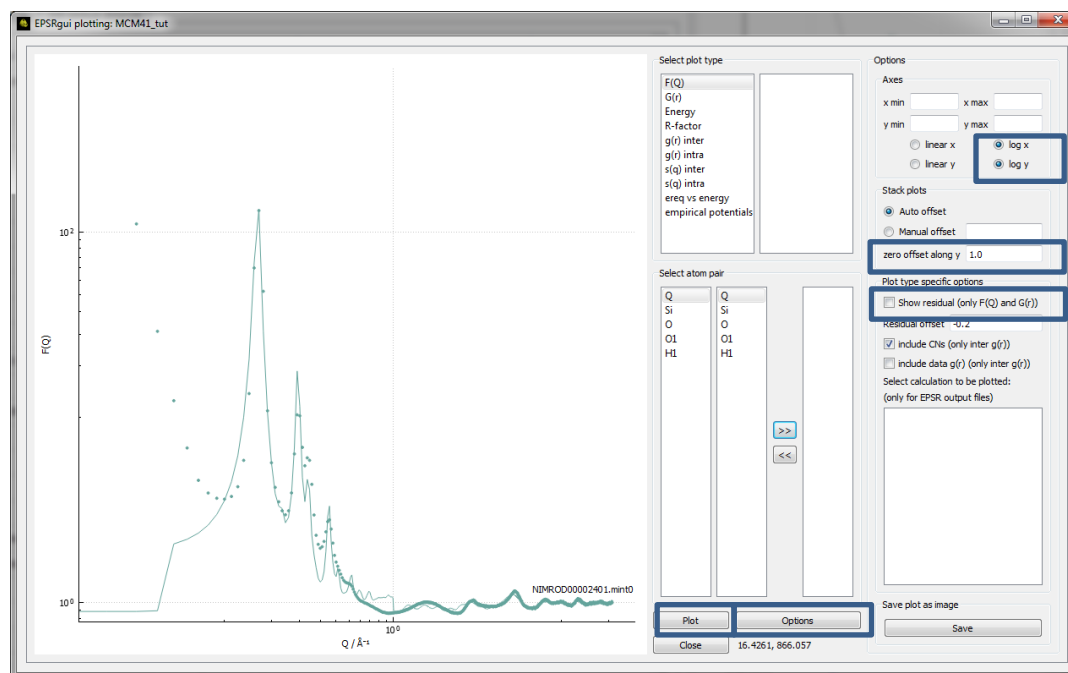 EPSRgui plotting: MCM41_tut
F(Q)
10²
10⁰
10⁰
Q / Å⁻¹
NIMROD00002401.mint0
Select plot type
F(Q)
G(r)
Energy
R-factor
g(r) inter
g(r) intra
s(q) inter
s(q) intra
ereq vs energy
empirical potentials
Select atom pair
Q
Si
O
O1
H1
Q
Si
O
O1
H1
>>
<<
Plot
Options
Close
16.4261, 866.057
Options
Axes
x min
x max
y min
y max
linear x
log x
linear y
log y
Stack plots
Auto offset
Manual offset
zero offset along y 1.0
Plot type specific options
Show residual (only F(Q) and G(r))
Residual offset -0.2
include CNs (only inter g(r))
include data g(r) (only inter g(r))
Select calculation to be plotted:
(only for EPSR output files)
Save plot as image
Save